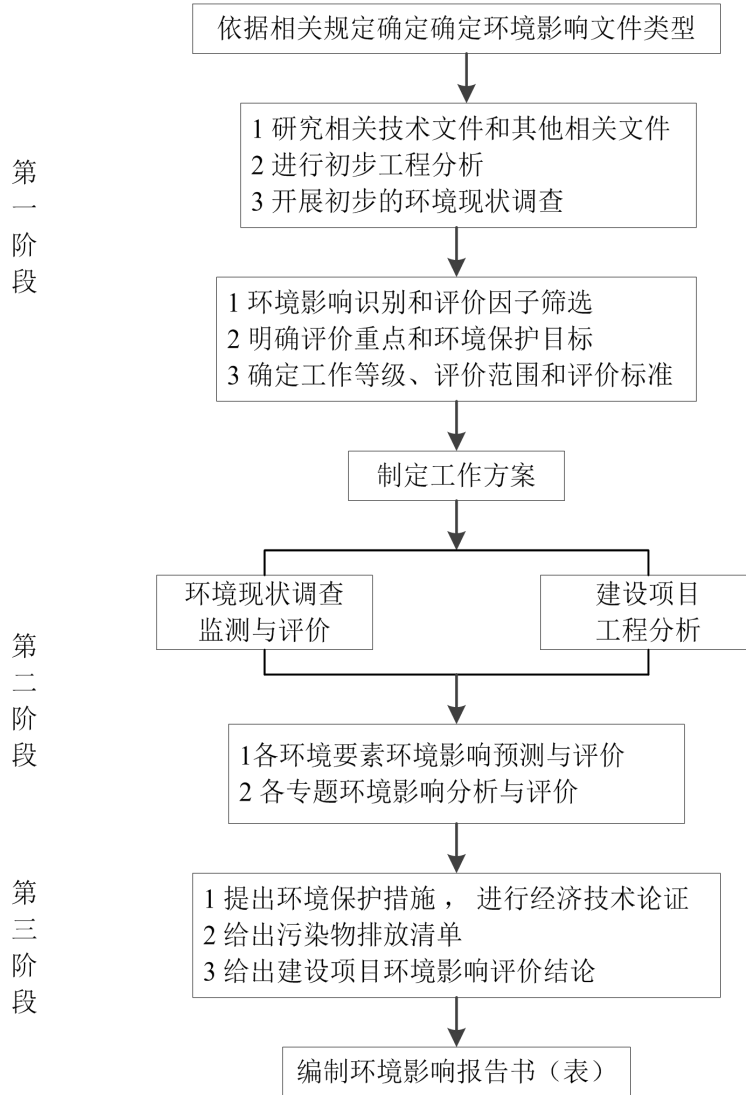 依据相关规定确定确定环境影响文件类型
1 研究相关技术文件和其他相关文件
2 进行初步工程分析
3 开展初步的环境现状调查
第一阶段
1 环境影响识别和评价因子筛选
2 明确评价重点和环境保护目标
3 确定工作等级、评价范围和评价标准
制定工作方案
环境现状调查
监测与评价
建设项目
工程分析
第二阶段
1各环境要素环境影响预测与评价
2 各专题环境影响分析与评价
第三阶段
1 提出环境保护措施， 进行经济技术论证
2 给出污染物排放清单
3 给出建设项目环境影响评价结论
编制环境影响报告书（表）